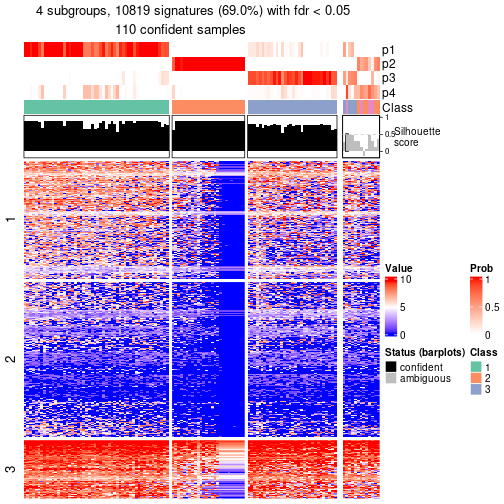 4 subgroups, 10819 signatures (69.0%) with fdr < 0.05
110 confident samples
p1
p2
p3
p4
Class
1
0.5
0
Silhouette
score
1
2
3
Value
10
5
0
Prob
1
0.5
0
Status (barplots)
confident
ambiguous
Class
1
2
3